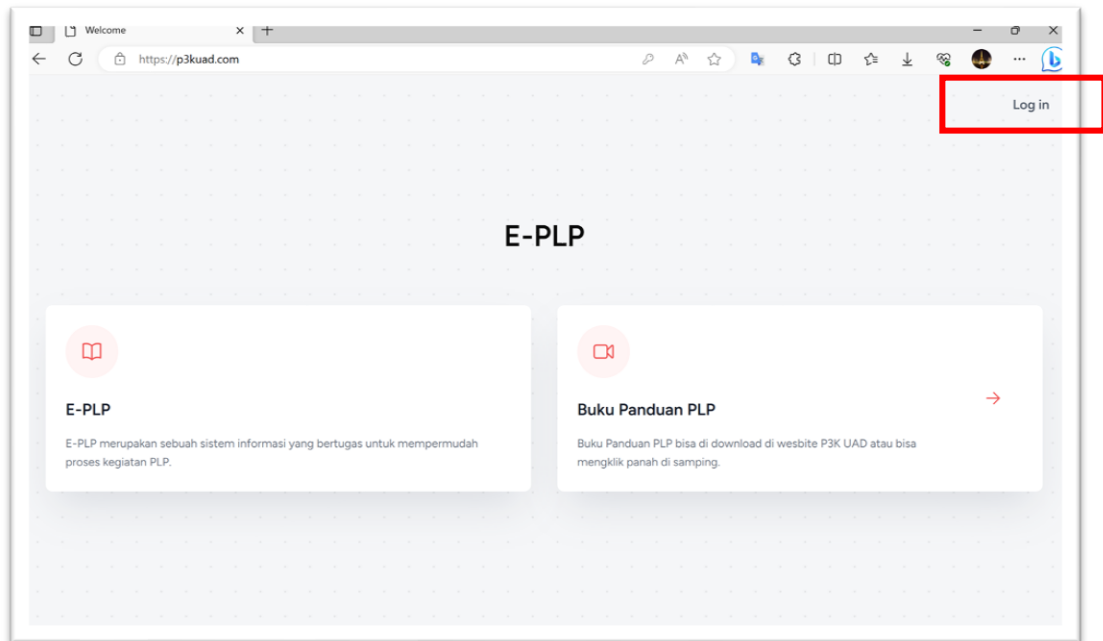 Welcome
https://p3kuad.com
Log in
E-PLP
E-PLP
E-PLP merupakan sebuah sistem informasi yang bertugas untuk mempermudah
proses kegiatan PLP.
Buku Panduan PLP
Buku Panduan PLP bisa di download di wesbite P3K UAD atau bisa
mengklik panah di samping.